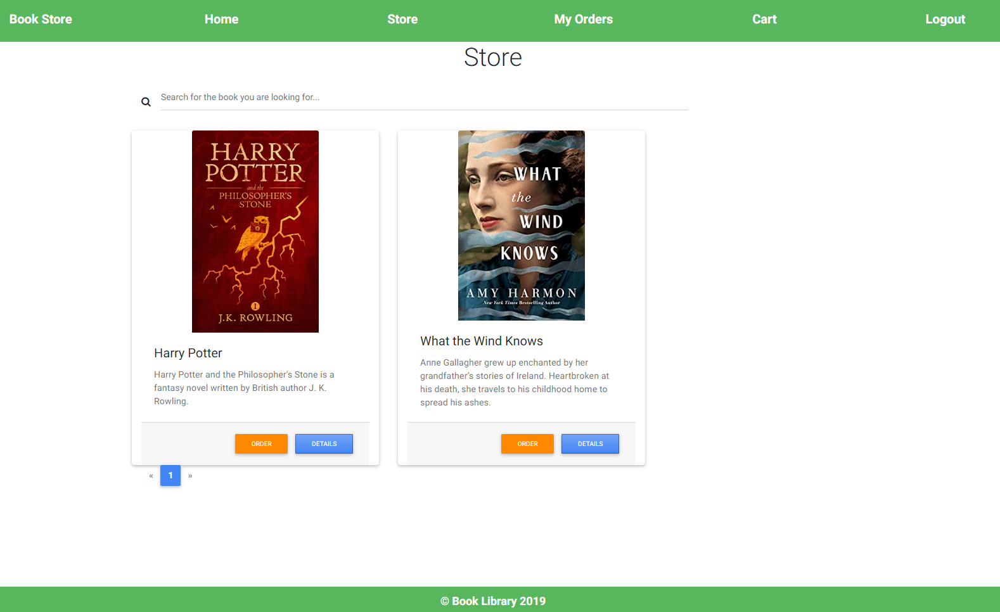 Book Store Home Store My Orders Cart Logout
Store
Search for the book you are looking for...
HARRY
POTTER
and the
PHILOSOPHER'S
STONE
1
J.K. ROWLING
Harry Potter
Harry Potter and the Philosopher's Stone is a
fantasy novel written by British author J. K.
Rowling.
ORDER DETAILS
WHAT
the
WIND
KNOWS
AMY HARMON
New York Times Bestselling Author
What the Wind Knows
Anne Gallagher grew up enchanted by her
grandfather’s stories of Ireland. Heartbroken at
his death, she travels to his childhood home to
spread his ashes.
ORDER DETAILS
« 1 »
© Book Library 2019